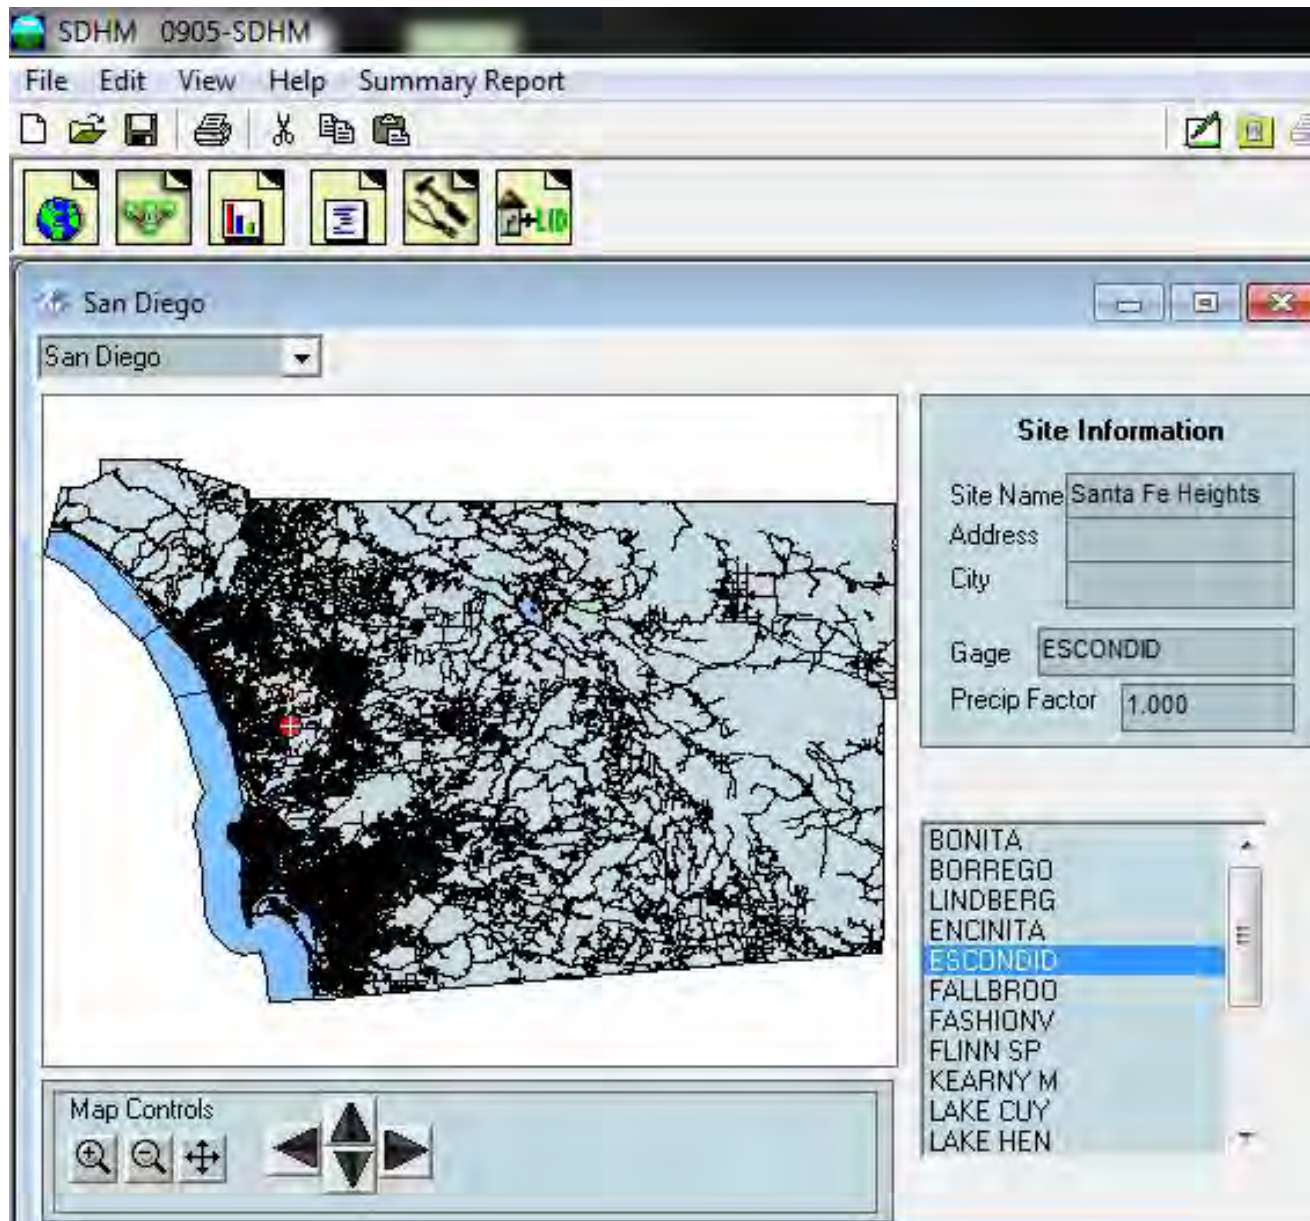 SDHM 0905-SDHM
File Edit View Help Summary Report
+LID
San Diego
San Diego
Site Information
Site Name Santa Fe Heights
Address
City
Gage ESCONDID
Precip Factor 1.000
BONITA
BORREGO
LINDBERG
ENCINITA
ESCONDID
FALLBROO
FASHIONV
FLINN SP
KEARNY M
LAKE CUY
LAKE HEN
Map Controls